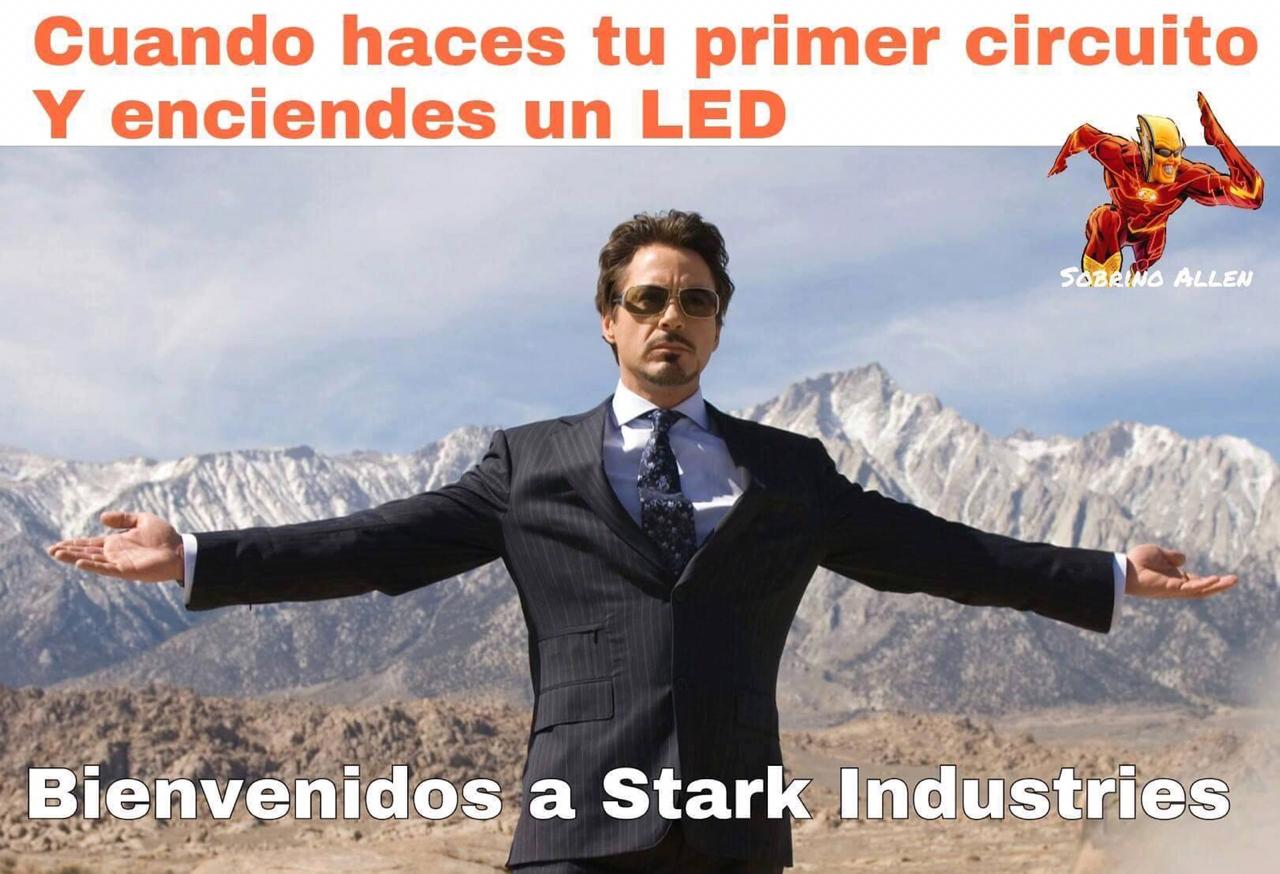 Cuando haces tu primer circuito
Y enciendes un LED
Sobrino Allen
Bienvenidos a Stark Industries